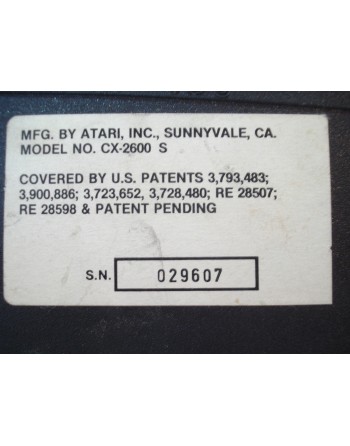 MFG. BY ATARI, INC., SUNNYVALE, CA.
MODEL NO. CX-2600 S
COVERED BY U.S. PATENTS 3,793,483;
3,900,886; 3,723,652, 3,728,480; RE 28507;
RE 28598 & PATENT PENDING
S.N. 029607